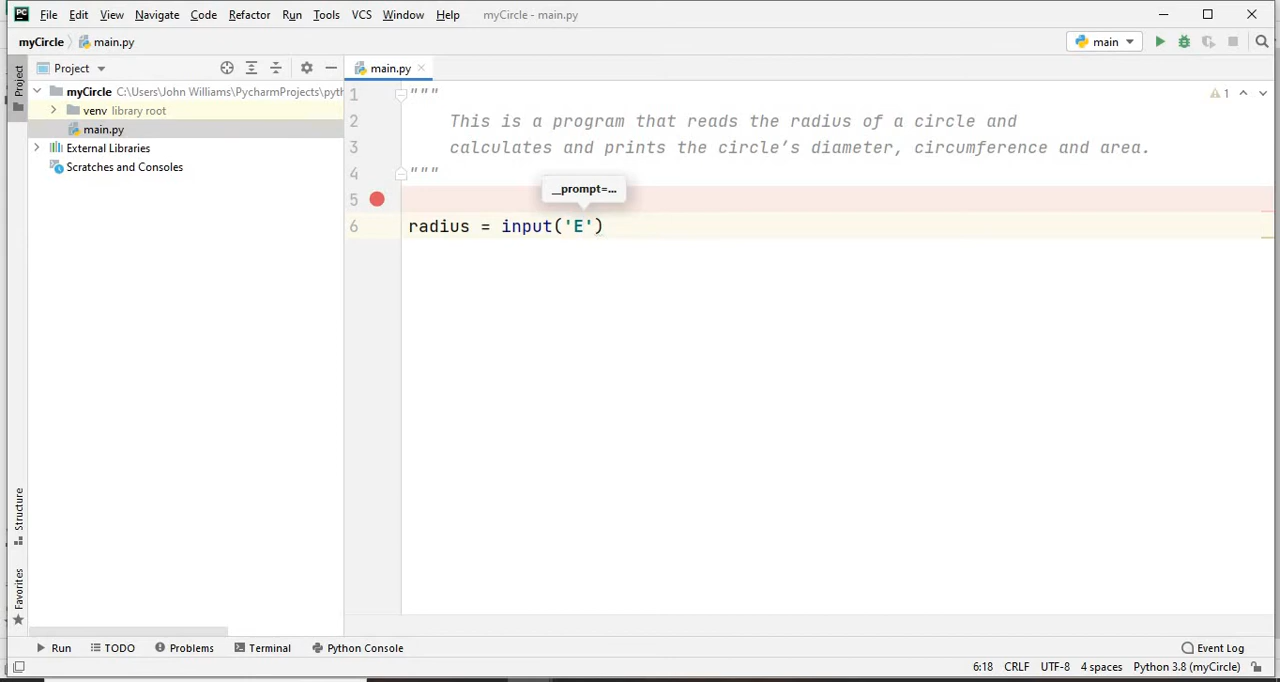 PC File Edit View Navigate Code Refactor Run Tools VCS Window Help myCircle - main.py
myCircle main.py main
Project main.py
Project
myCircle C:\Users\John Williams\PycharmProjects\pyth
venv library root
main.py
External Libraries
Scratches and Consoles
1 """ 1
2 This is a program that reads the radius of a circle and
3 calculates and prints the circle’s diameter, circumference and area.
4 """
__prompt=...
5
6 radius = input('E')
Structure
Favorites
Run TODO Problems Terminal Python Console Event Log
6:18 CRLF UTF-8 4 spaces Python 3.8 (myCircle)